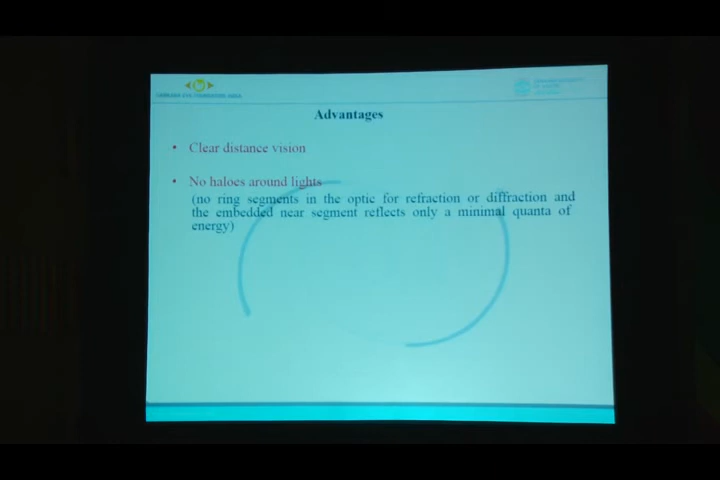 Advantages
• Clear distance vision
• No haloes around lights
(no ring segments in the optic for refraction or diffraction and
the embedded near segment reflects only a minimal quanta of
energy)